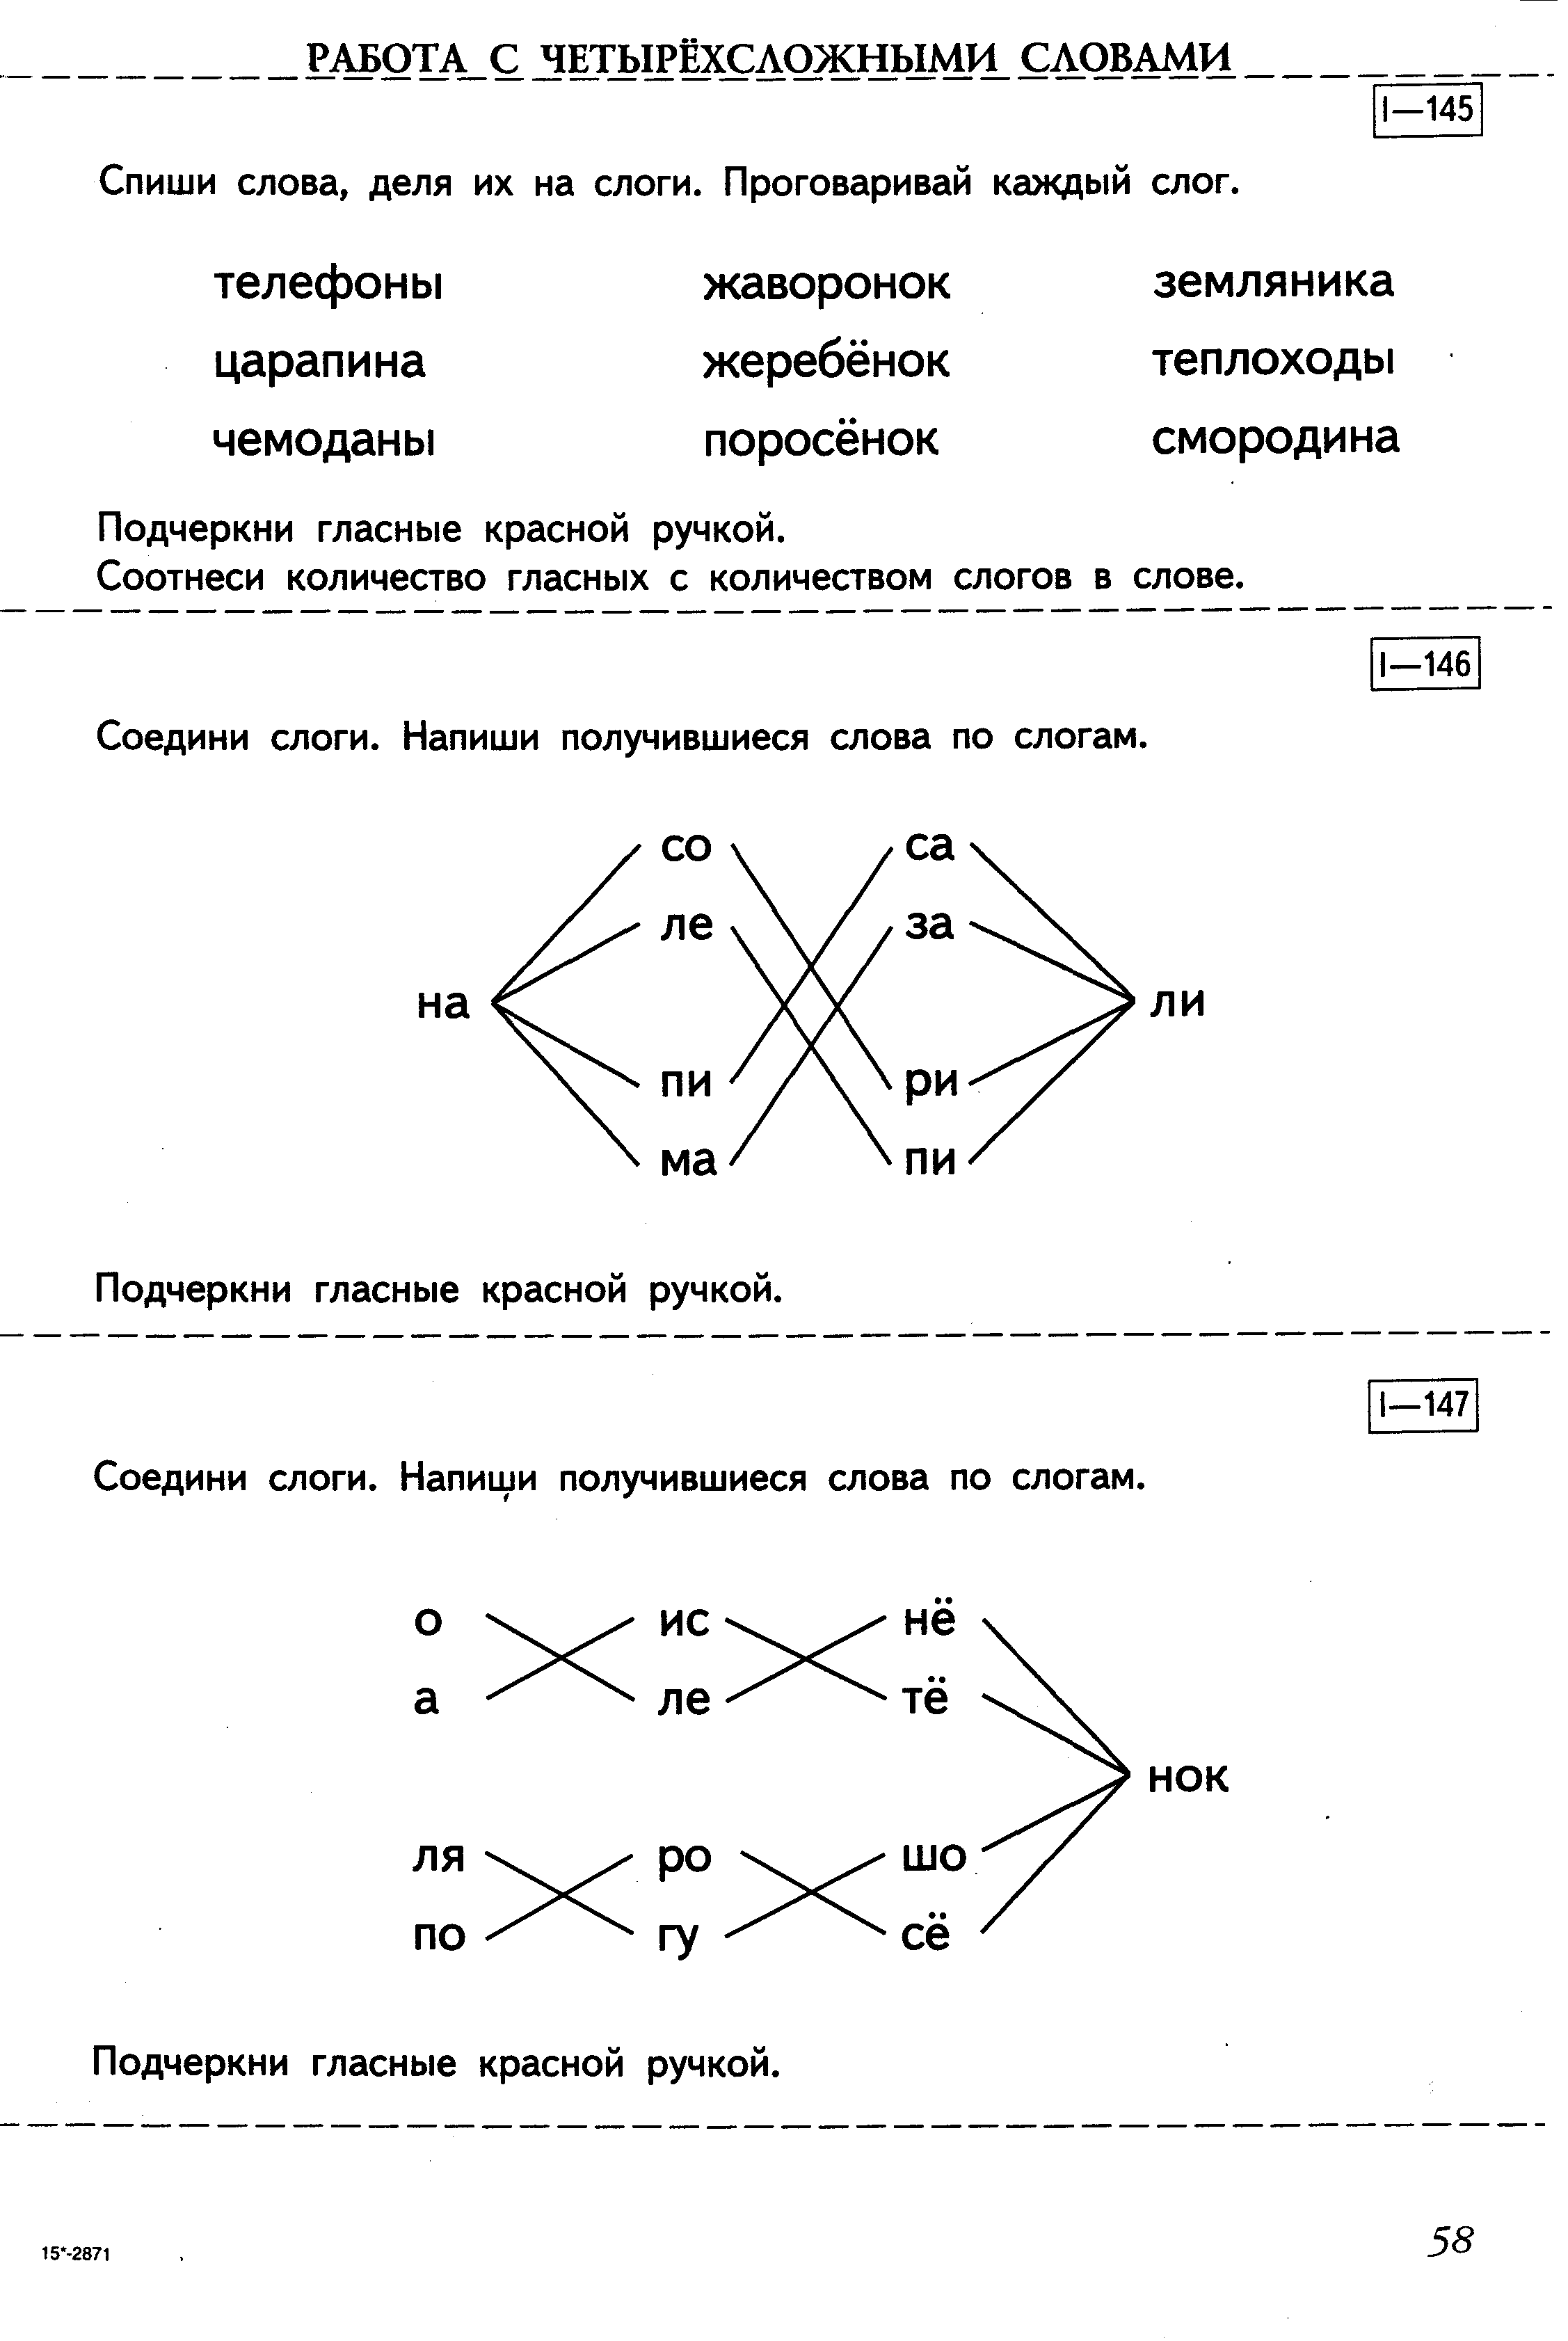 РАБОТА С ЧЕТЫРЁХСЛОЖНЫМИ СЛОВАМИ
I—145
Спиши слова, деля их на слоги. Проговаривай каждый слог.
телефоны жаворонок земляника
царапина жеребёнок теплоходы
чемоданы поросёнок смородина
Подчеркни гласные красной ручкой.
Соотнеси количество гласных с количеством слогов в слове.
I—146
Соедини слоги. Напиши получившиеся слова по слогам.
со са
ле за
на ли
пи ри
ма пи
Подчеркни гласные красной ручкой.
I—147
Соедини слоги. Напиши получившиеся слова по слогам.
о ис нё
а ле тё
нок
ля ро шо
по гу сё
Подчеркни гласные красной ручкой.
58
15*-2871